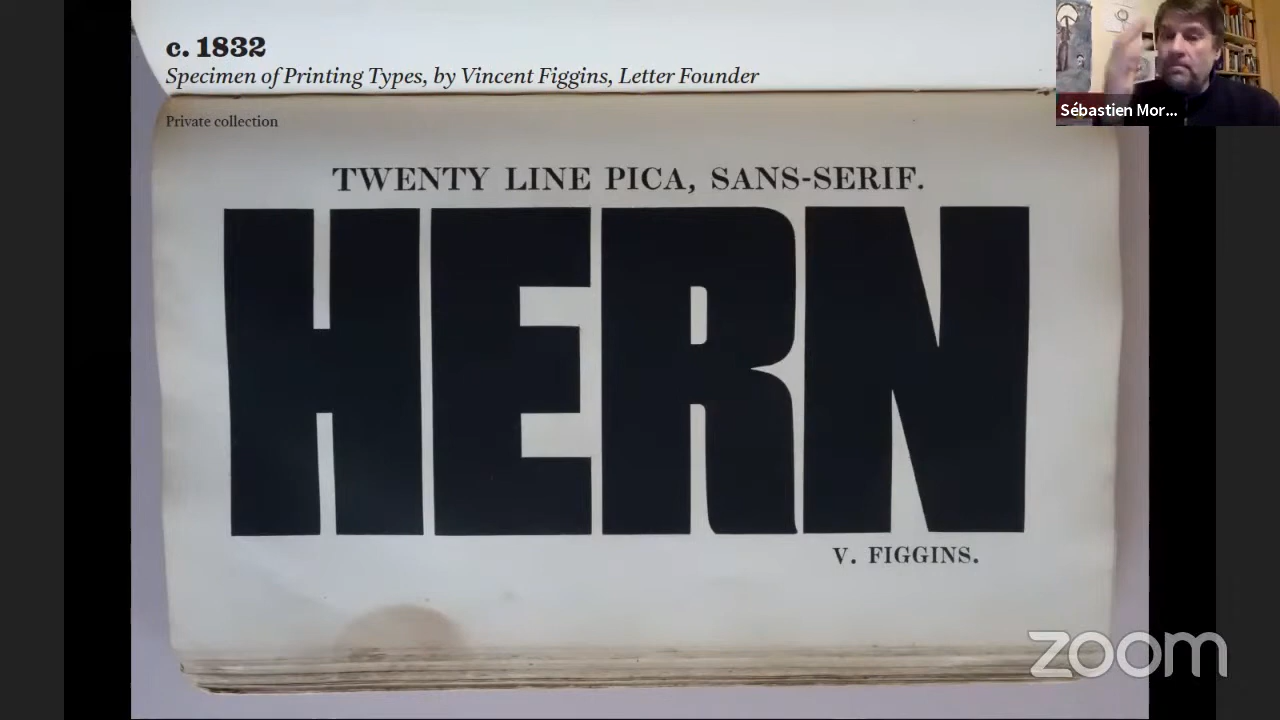 c. 1832
Specimen of Printing Types, by Vincent Figgins, Letter Founder
Private collection
TWENTY LINE PICA, SANS-SERIF.
HERN
V. FIGGINS.
Sébastien Mor...
zoom